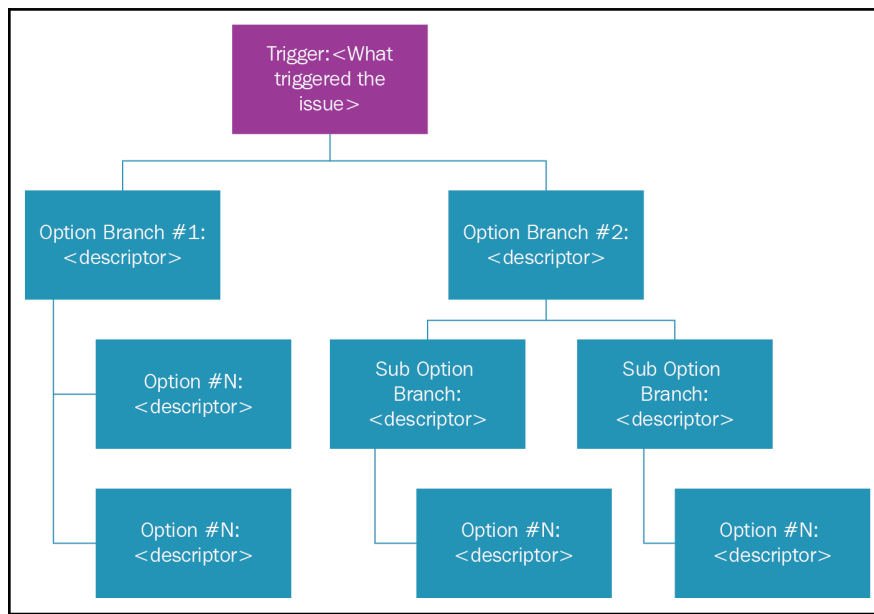 Trigger:<What
triggered the
issue>
Option Branch #1:
<descriptor>
Option Branch #2:
<descriptor>
Option #N:
<descriptor>
Sub Option
Branch:
<descriptor>
Sub Option
Branch:
<descriptor>
Option #N:
<descriptor>
Option #N:
<descriptor>
Option #N:
<descriptor>